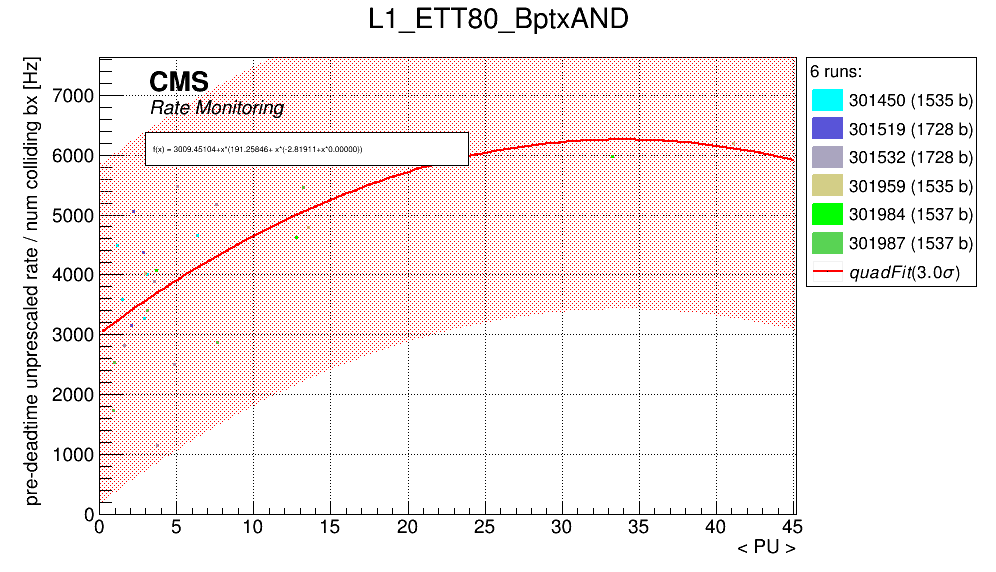 L1_ETT80_BptxAND
pre-deadtime unprescaled rate / num colliding bx [Hz]
CMS
Rate Monitoring
f(x) = 3009.45104+x*(191.25846+ x*(-2.81911+x*0.00000))
7000
6000
5000
4000
3000
2000
1000
0
0 5 10 15 20 25 30 35 40 45
< PU >
6 runs:
301450 (1535 b)
301519 (1728 b)
301532 (1728 b)
301959 (1535 b)
301984 (1537 b)
301987 (1537 b)
quadFit(3.0σ)